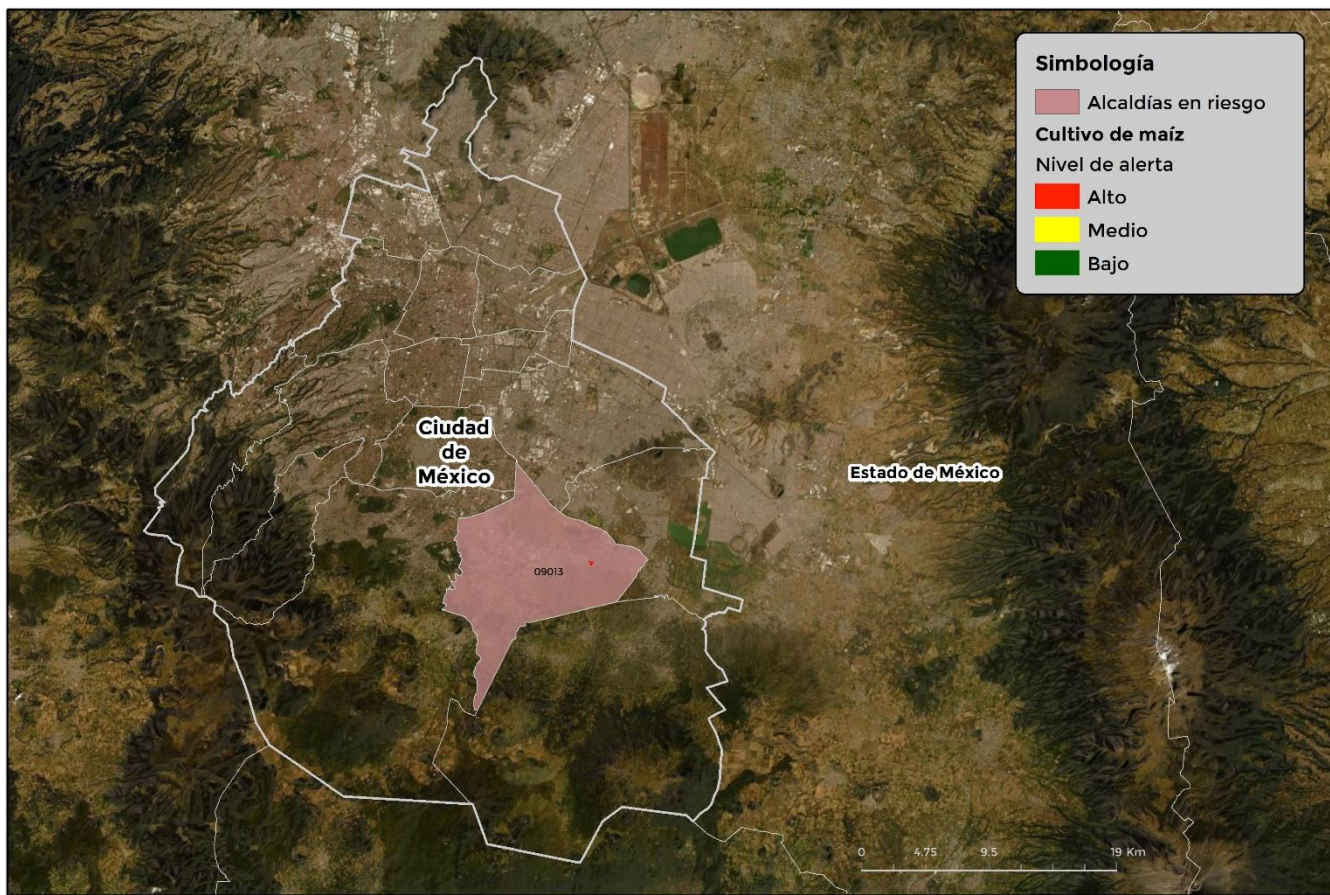 Simbología
Alcaldías en riesgo
Cultivo de maíz
Nivel de alerta
Alto
Medio
Bajo
Ciudad
de
México
Estado de México
09013
0 4.75 9.5 19 Km